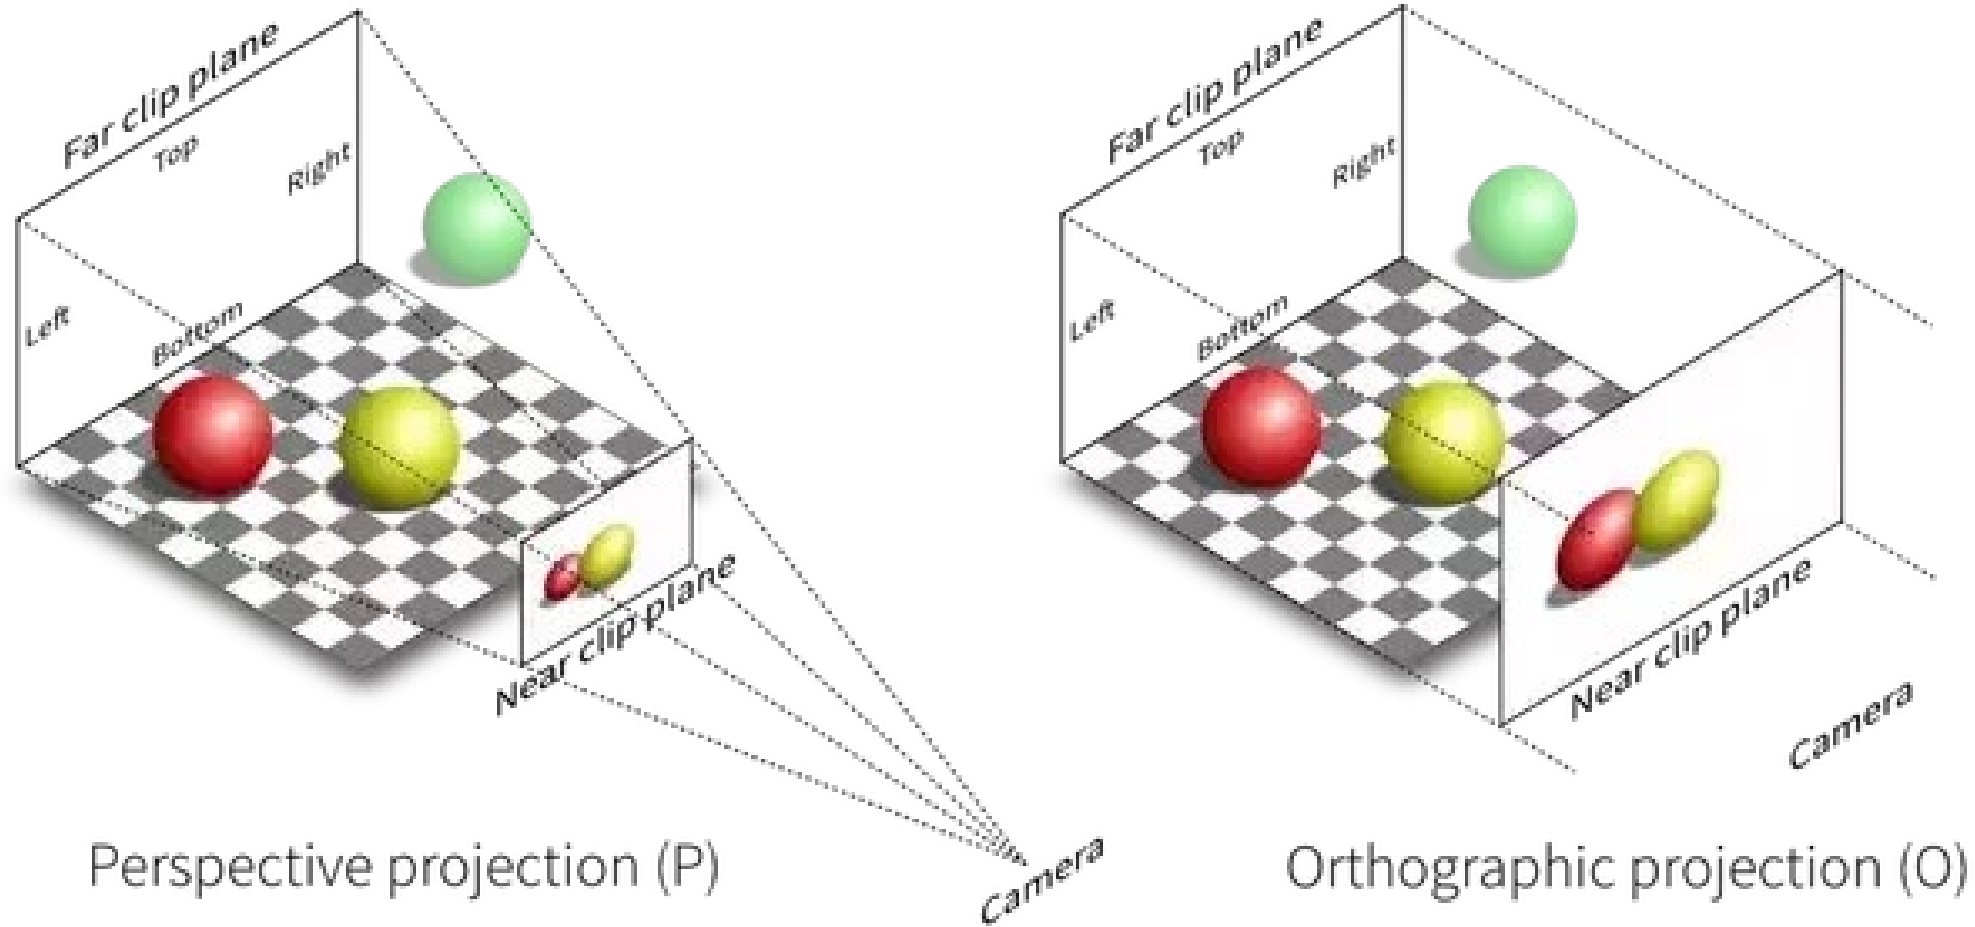 Far clip plane
Top
Right
Left
Bottom
Near clip plane
Camera
Perspective projection (P)
Far clip plane
Top
Right
Left
Bottom
Near clip plane
Camera
Orthographic projection (O)